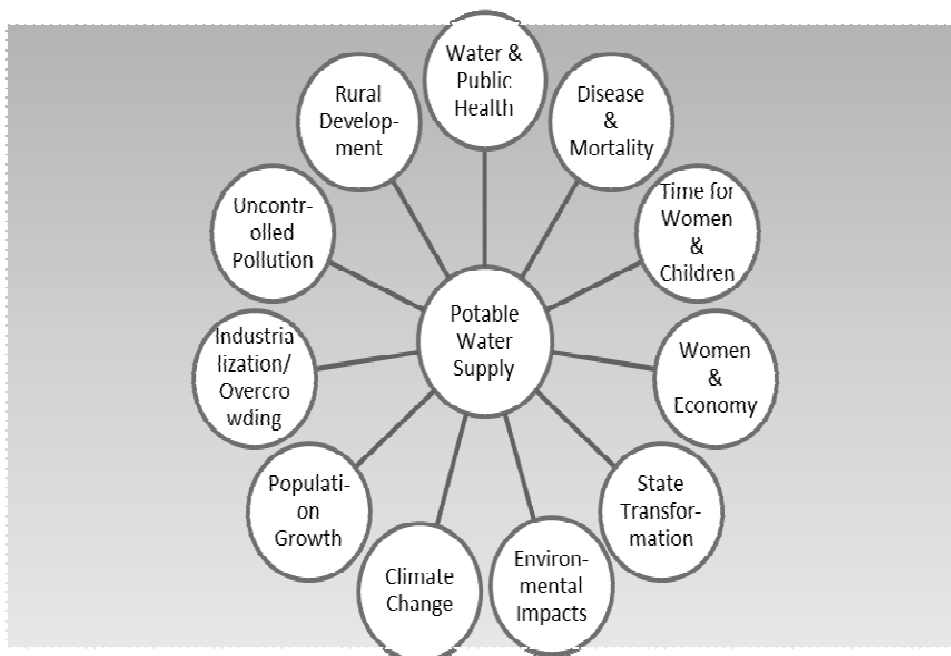 Water &
Public
Health
Disease
&
Mortality
Time for
Women
&
Children
Women
&
Economy
State
Transfor-
mation
Environ-
mental
Impacts
Climate
Change
Populati-
on
Growth
Industria
lization/
Overcro
wding
Uncontr-
olled
Pollution
Rural
Develop-
ment
Potable
Water
Supply